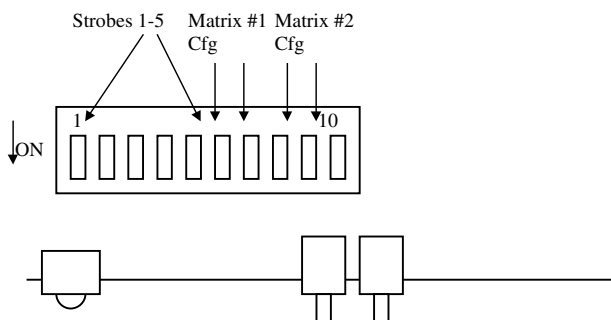 Strobes 1-5
Matrix #1
Cfg
Matrix #2
Cfg
1
10
ON